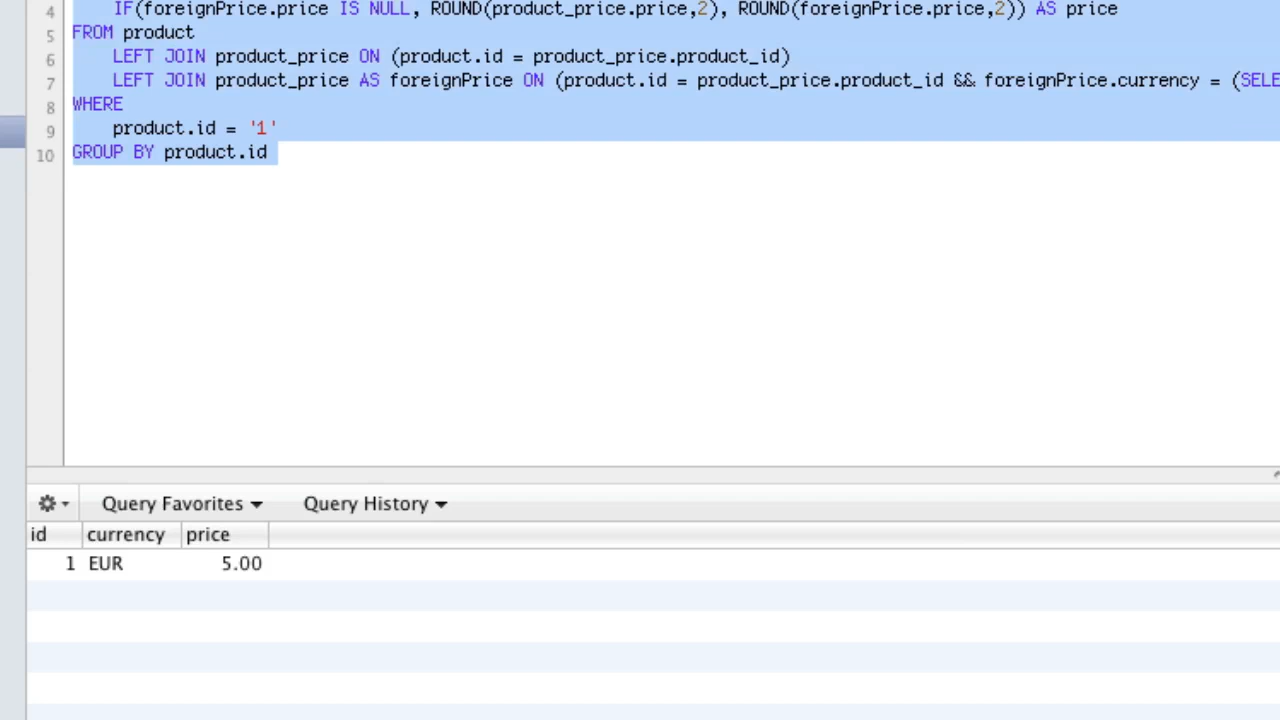 4 IF(foreignPrice.price IS NULL, ROUND(product_price.price,2), ROUND(foreignPrice.price,2)) AS price
5 FROM product
6 LEFT JOIN product_price ON (product.id = product_price.product_id)
7 LEFT JOIN product_price AS foreignPrice ON (product.id = product_price.product_id && foreignPrice.currency = (SELE
8 WHERE
9 product.id = '1'
10 GROUP BY product.id
Query Favorites Query History
id currency price
1 EUR 5.00